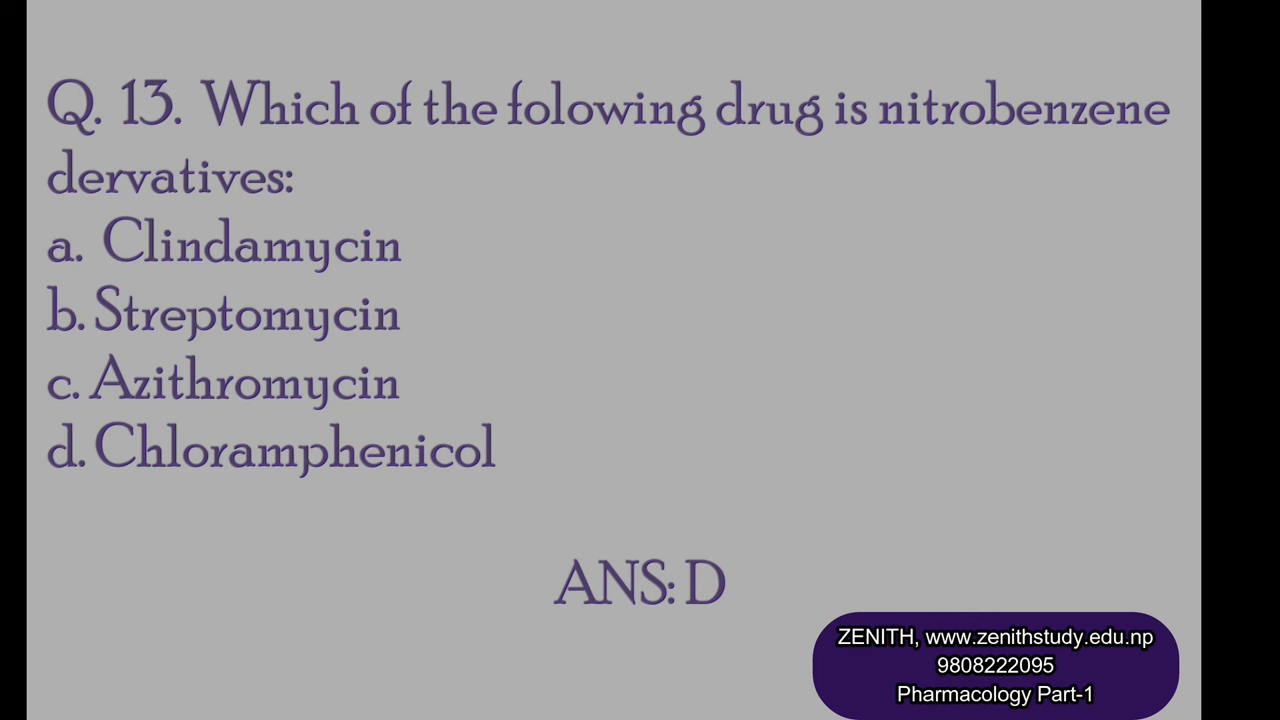 Q. 13. Which of the folowing drug is nitrobenzene
dervatives:
a. Clindamycin
b. Streptomycin
c. Azithromycin
d. Chloramphenicol
ANS: D
ZENITH, www.zenithstudy.edu.np
9808222095
Pharmacology Part-1